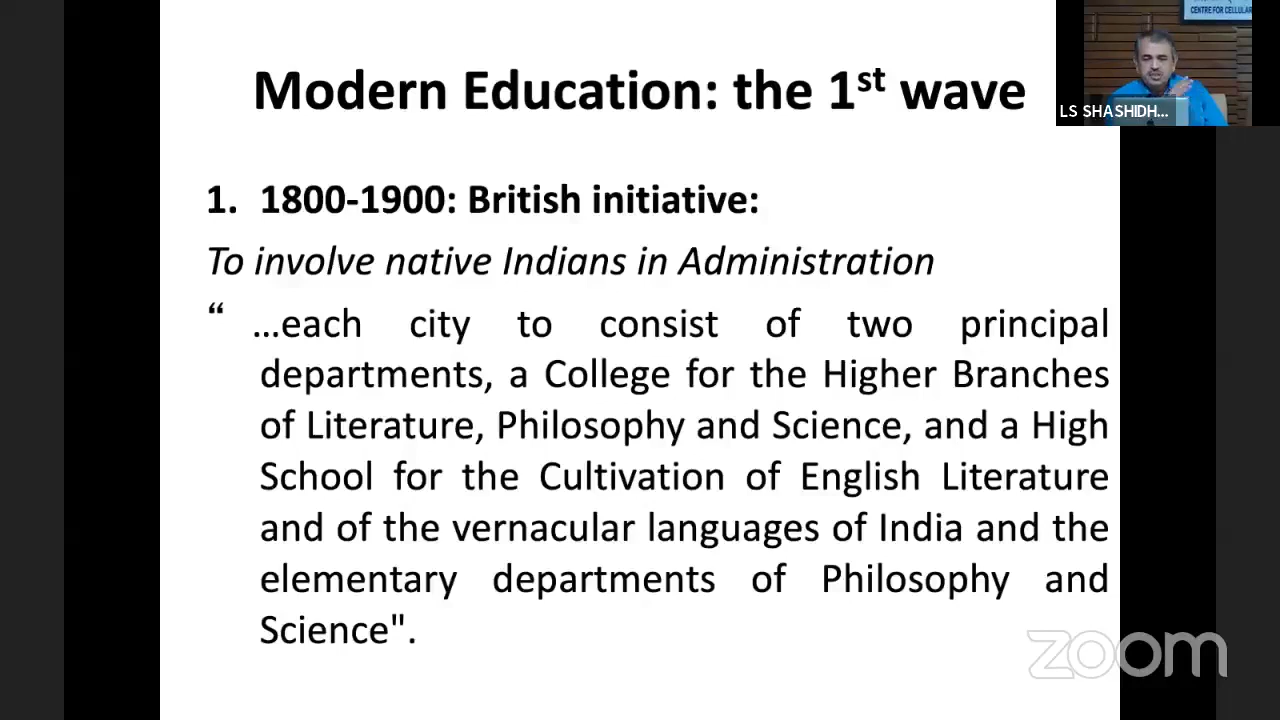 CENTRE FOR CELLULAR
Modern Education: the 1st wave
LS SHASHIDH...
1. 1800-1900: British initiative:
To involve native Indians in Administration
“ …each city to consist of two principal
departments, a College for the Higher Branches
of Literature, Philosophy and Science, and a High
School for the Cultivation of English Literature
and of the vernacular languages of India and the
elementary departments of Philosophy and
Science".
zoom